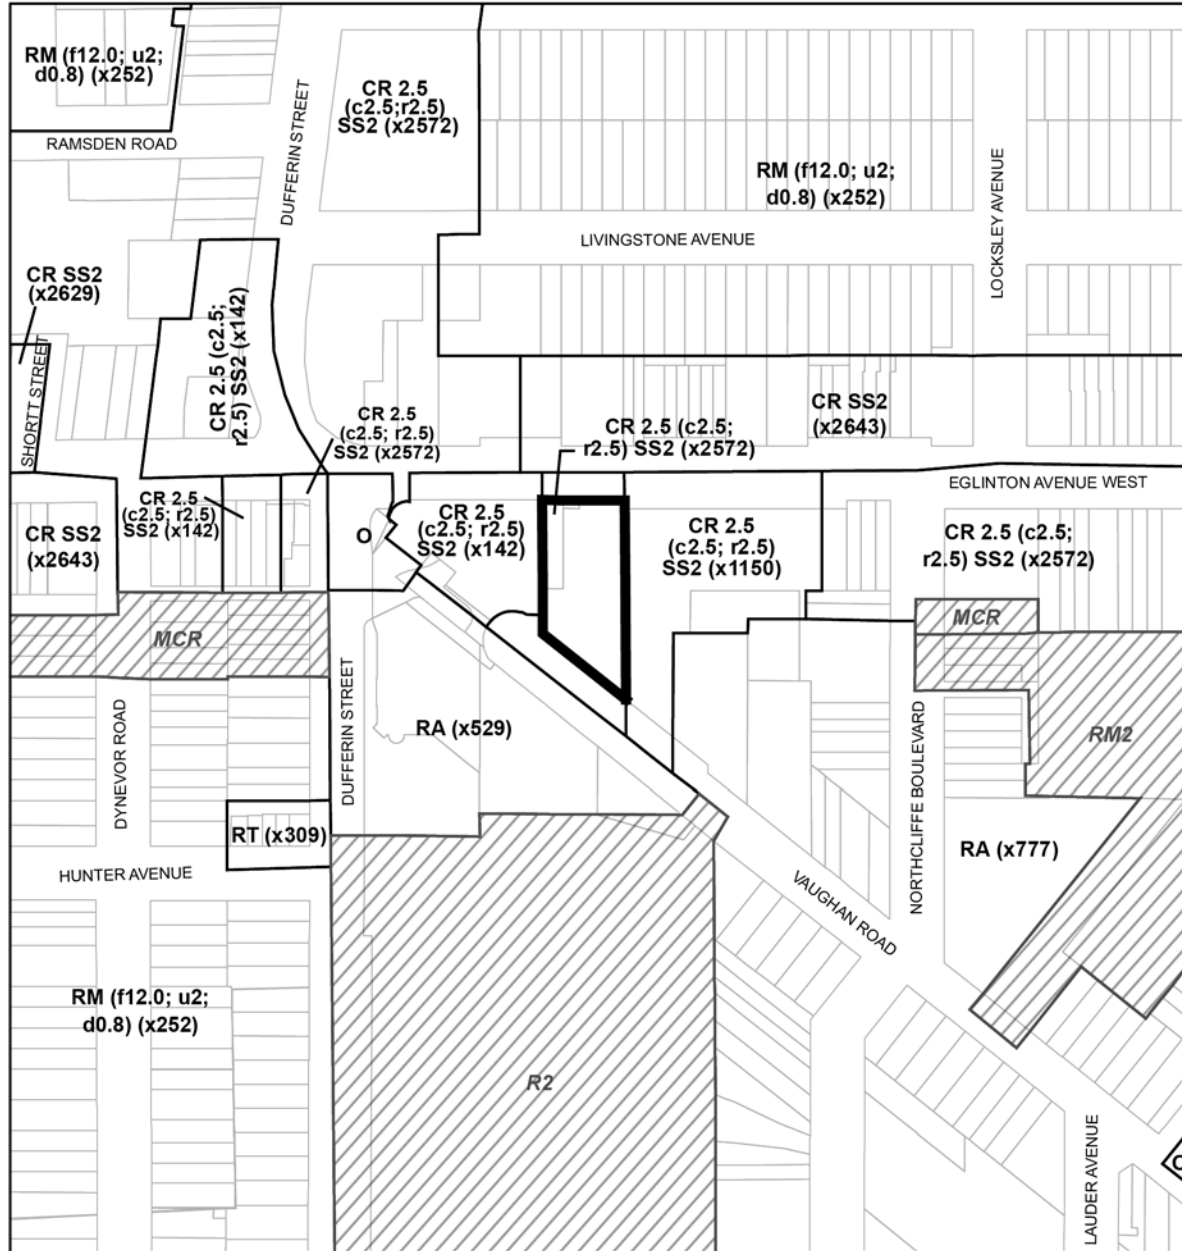 RM (f12.0; u2;
d0.8) (x252)
RAMSDEN ROAD
DUFFERIN STREET
CR 2.5
(c2.5;r2.5)
SS2 (x2572)
RM (f12.0; u2;
d0.8) (x252)
LOCKSLEY AVENUE
LIVINGSTONE AVENUE
CR SS2
(x2629)
SHORTT STREET
CR 2.5 (c2.5;
r2.5) SS2 (x142)
CR 2.5
(c2.5; r2.5)
SS2 (x2572)
CR 2.5 (c2.5;
r2.5) SS2 (x2572)
CR SS2
(x2643)
EGLINTON AVENUE WEST
CR SS2
(x2643)
CR 2.5
(c2.5; r2.5)
SS2 (x142)
O
CR 2.5
(c2.5; r2.5)
SS2 (x142)
CR 2.5
(c2.5; r2.5)
SS2 (x1150)
CR 2.5 (c2.5;
r2.5) SS2 (x2572)
MCR
MCR
DYNEVOR ROAD
DUFFERIN STREET
RA (x529)
NORTHCLIFFE BOULEVARD
RM2
RT (x309)
HUNTER AVENUE
RA (x777)
VAUGHAN ROAD
RM (f12.0; u2;
d0.8) (x252)
R2
LAUDER AVENUE